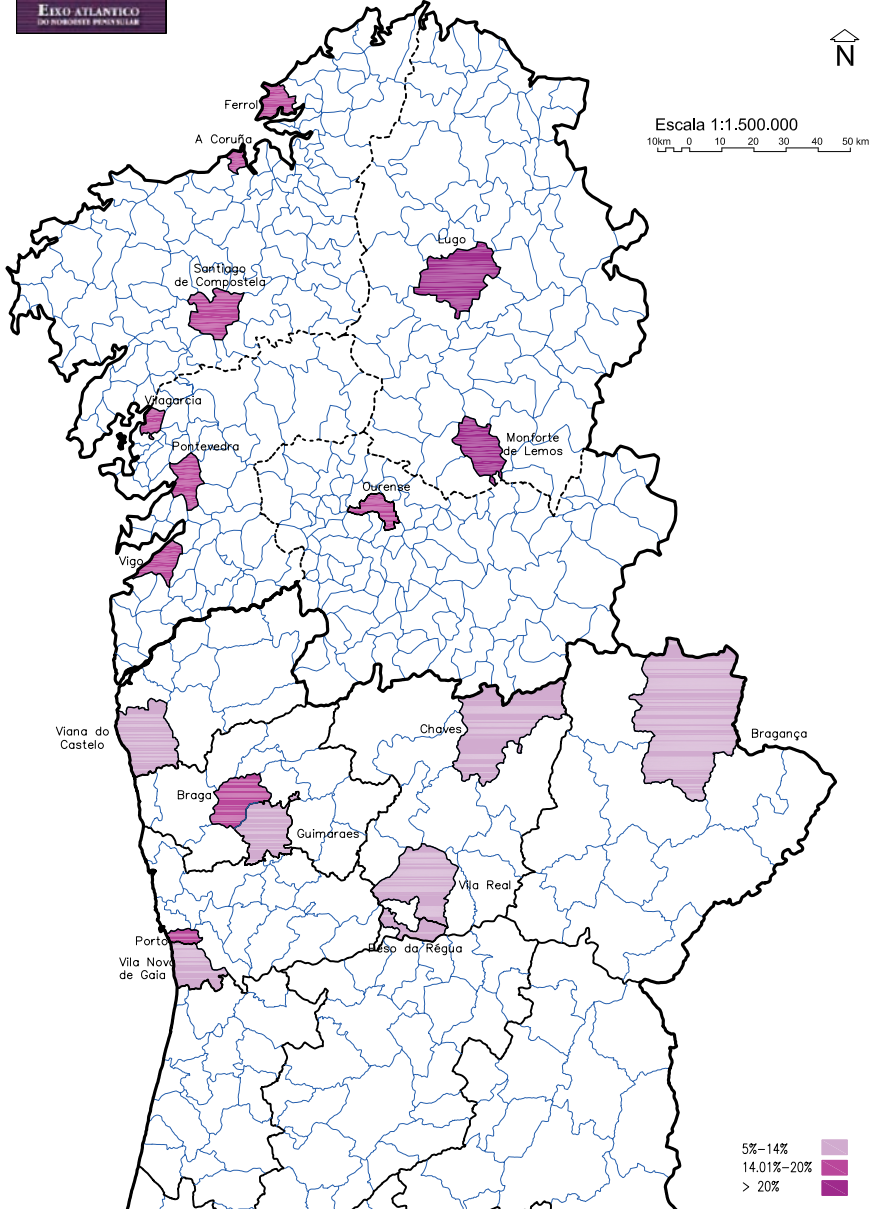 EIXO ATLANTICO
DO NOROESTE PENINSULAR
N
Escala 1:1.500.000
10km 0 10 20 30 40 50 km
Ferrol
A Coruña
Lugo
Santiago
de Compostela
Vilagarcia
Pontevedra
Monforte
de Lemos
Ourense
Vigo
Viana do
Castelo
Chaves
Bragança
Braga
Guimaraes
Vila Real
Porto
Peso da Régua
Vila Nova
de Gaia
5%-14%
14.01%-20%
> 20%